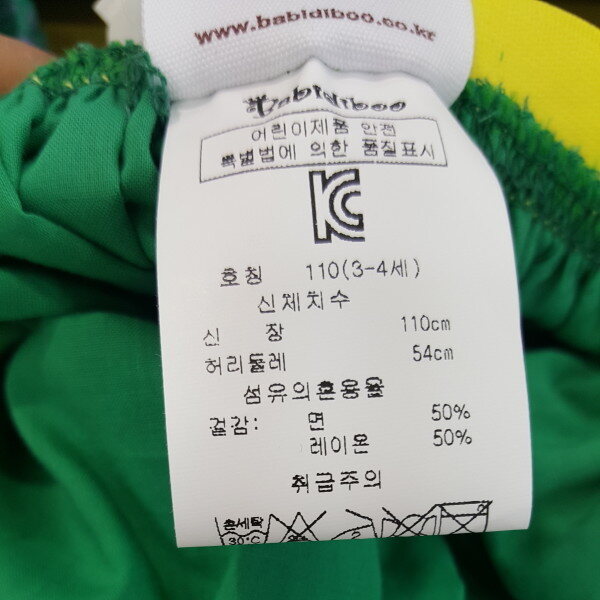 www.babidiboo.co.kr
Babidiboo
어린이제품 안전
특별법에 의한 품질표시
KC
호칭 110(3-4세)
신체치수
신 장 110cm
허리둘레 54cm
섬유의혼용율
겉감: 면 50%
레이온 50%
취급주의
손세탁
30℃